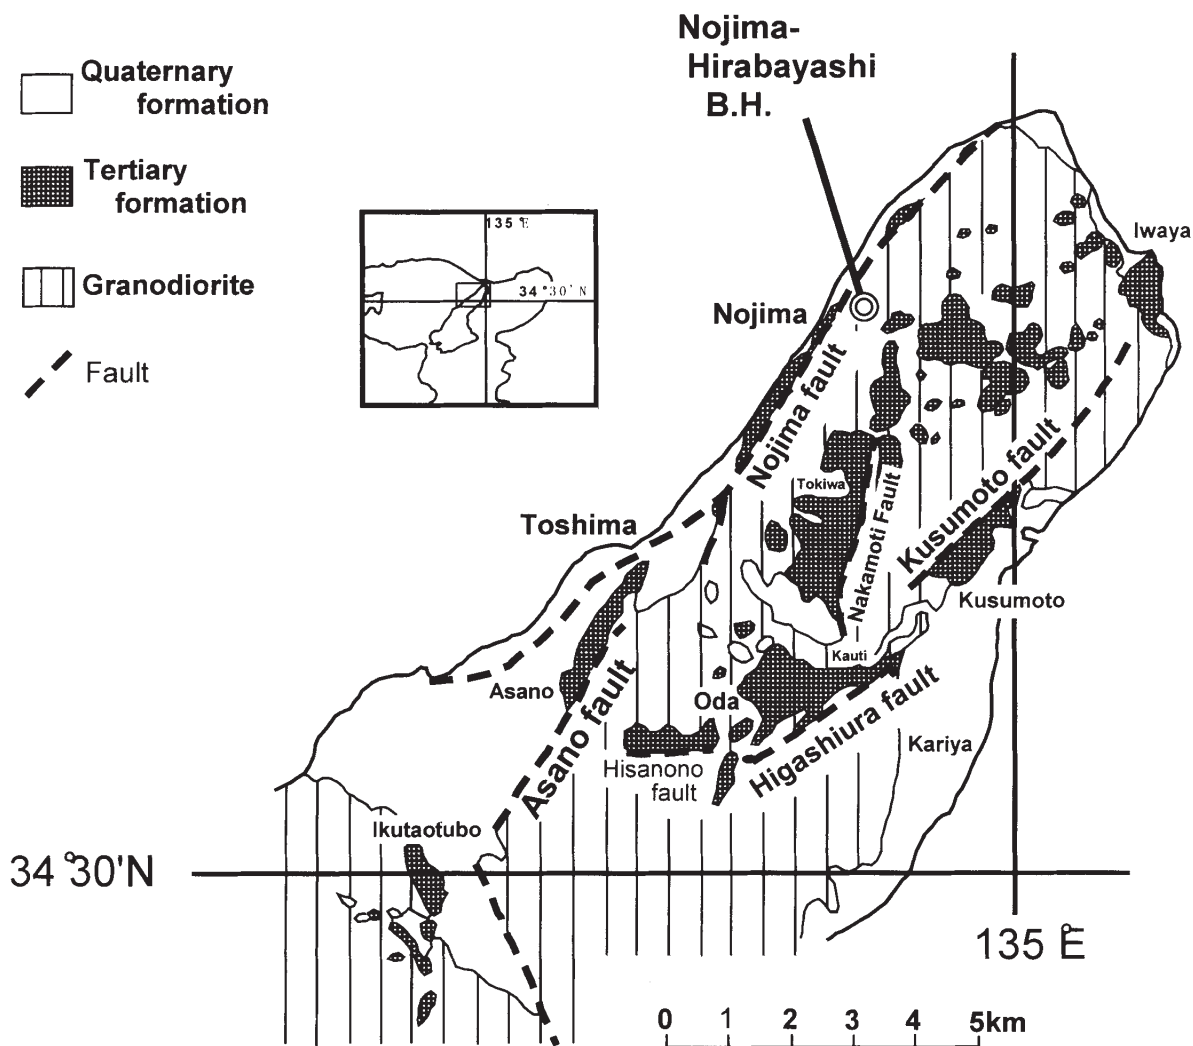 Nojima-
Hirabayashi
B.H.
Quaternary
formation
Tertiary
formation
Granodiorite
Fault
135 °E
34 °30' N
Iwaya
Nojima
Nojima fault
Tokiwa
Nakamoti Fault
Kusumoto fault
Toshima
Kusumoto
Kauti
Asano
Asano fault
Oda
Higashiura fault
Kariya
Hisanono
fault
Ikutaotubo
34 °30'N
135 °E
0 1 2 3 4 5km